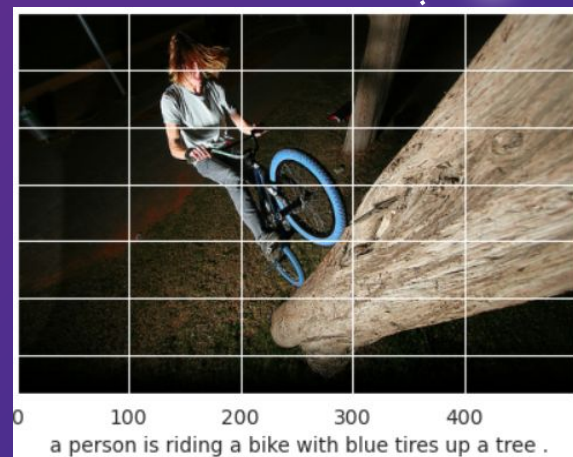 0 100 200 300 400
a person is riding a bike with blue tires up a tree .